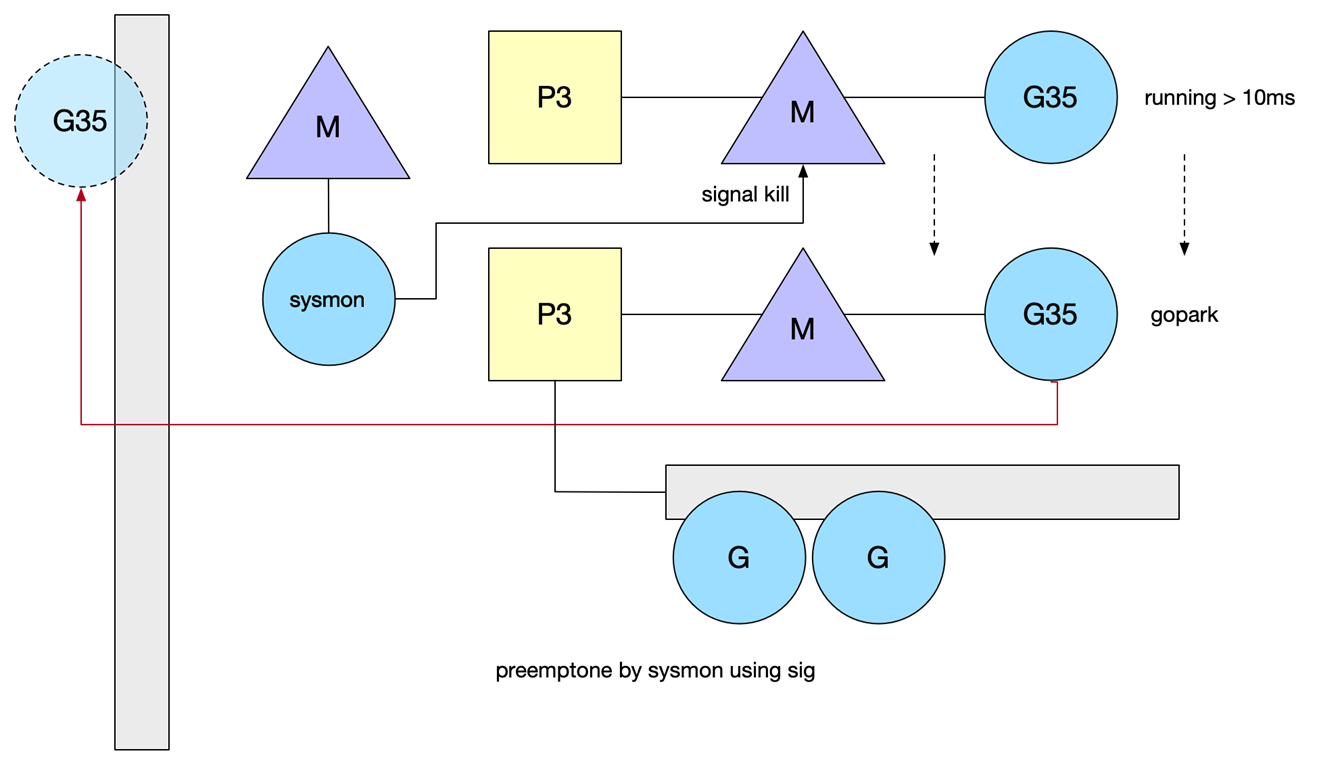 G35
M
P3
M
G35
running > 10ms
signal kill
sysmon
P3
M
G35
gopark
G
G
preemptone by sysmon using sig